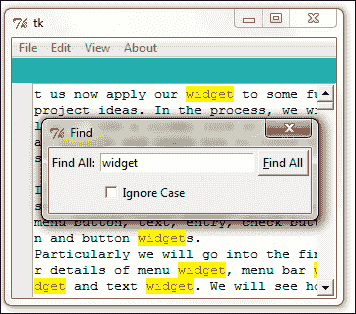 tk
File Edit View About
t us now apply our widget to some fu
project ideas. In the process, we wi
Find
Find All: widget Find All
Ignore Case
menu button, text, entry, check but
n and button widgets.
Particularly we will go into the fin
r details of menu widget, menu bar w
dget and text widget. We will see ho